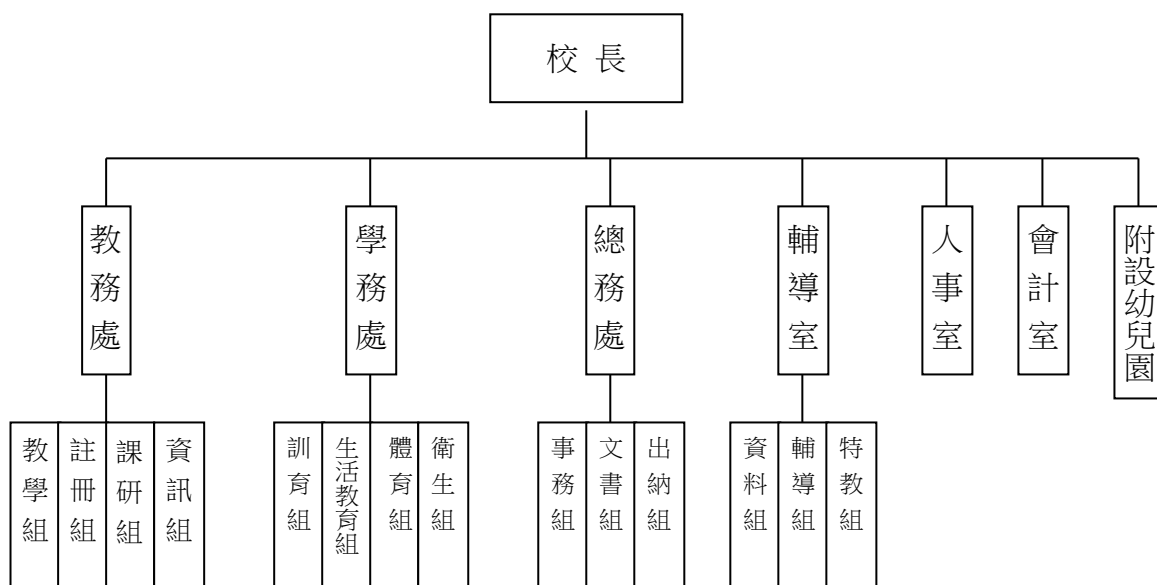 校長
教務處
學務處
總務處
輔導室
人事室
會計室
附設幼兒園
教學組
註冊組
課研組
資訊組
訓育組
生活教育組
體育組
衛生組
事務組
文書組
出納組
資料組
輔導組
特教組